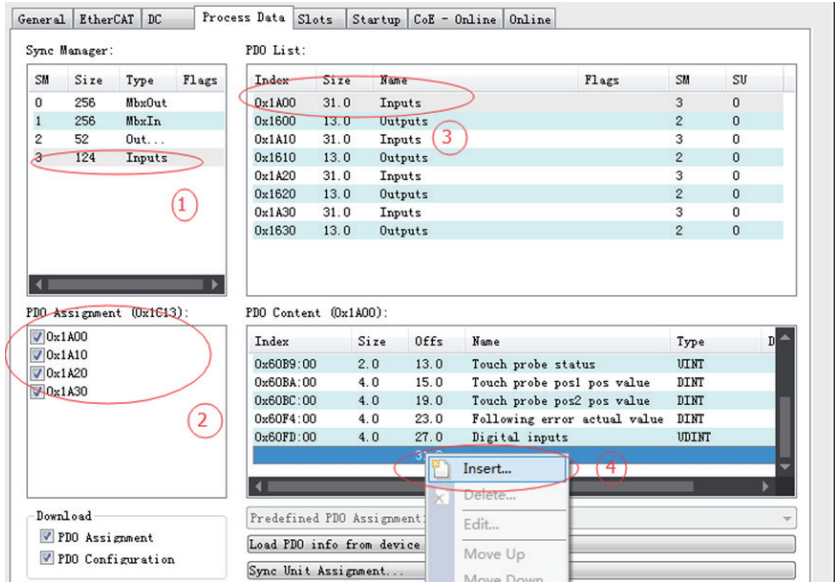 General EtherCAT DC Process Data Slots Startup CoE - Online Online
Sync Manager:
SM Size Type Flags
0 256 MbxOut
1 256 MbxIn
2 52 Out...
3 124 Inputs
1
PDO List:
Index Size Name Flags SM SU
0x1A00 31.0 Inputs 3 0
0x1600 13.0 Outputs 2 0
0x1A10 31.0 Inputs 3 0
3
0x1610 13.0 Outputs 2 0
0x1A20 31.0 Inputs 3 0
0x1620 13.0 Outputs 2 0
0x1A30 31.0 Inputs 3 0
0x1630 13.0 Outputs 2 0
PDO Assignment (0x1C13):
0x1A00
0x1A10
0x1A20
0x1A30
2
PDO Content (0x1A00):
Index Size Offs Name Type D
0x60B9:00 2.0 13.0 Touch probe status UINT
0x60BA:00 4.0 15.0 Touch probe pos1 pos value DINT
0x60BC:00 4.0 19.0 Touch probe pos2 pos value DINT
0x60F4:00 4.0 23.0 Following error actual value DINT
0x60FD:00 4.0 27.0 Digital inputs UDINT
Insert...
4
Delete...
Edit...
Move Up
Move Down
Download
PDO Assignment
PDO Configuration
Predefined PDO Assignment:
Load PDO info from device
Sync Unit Assignment...